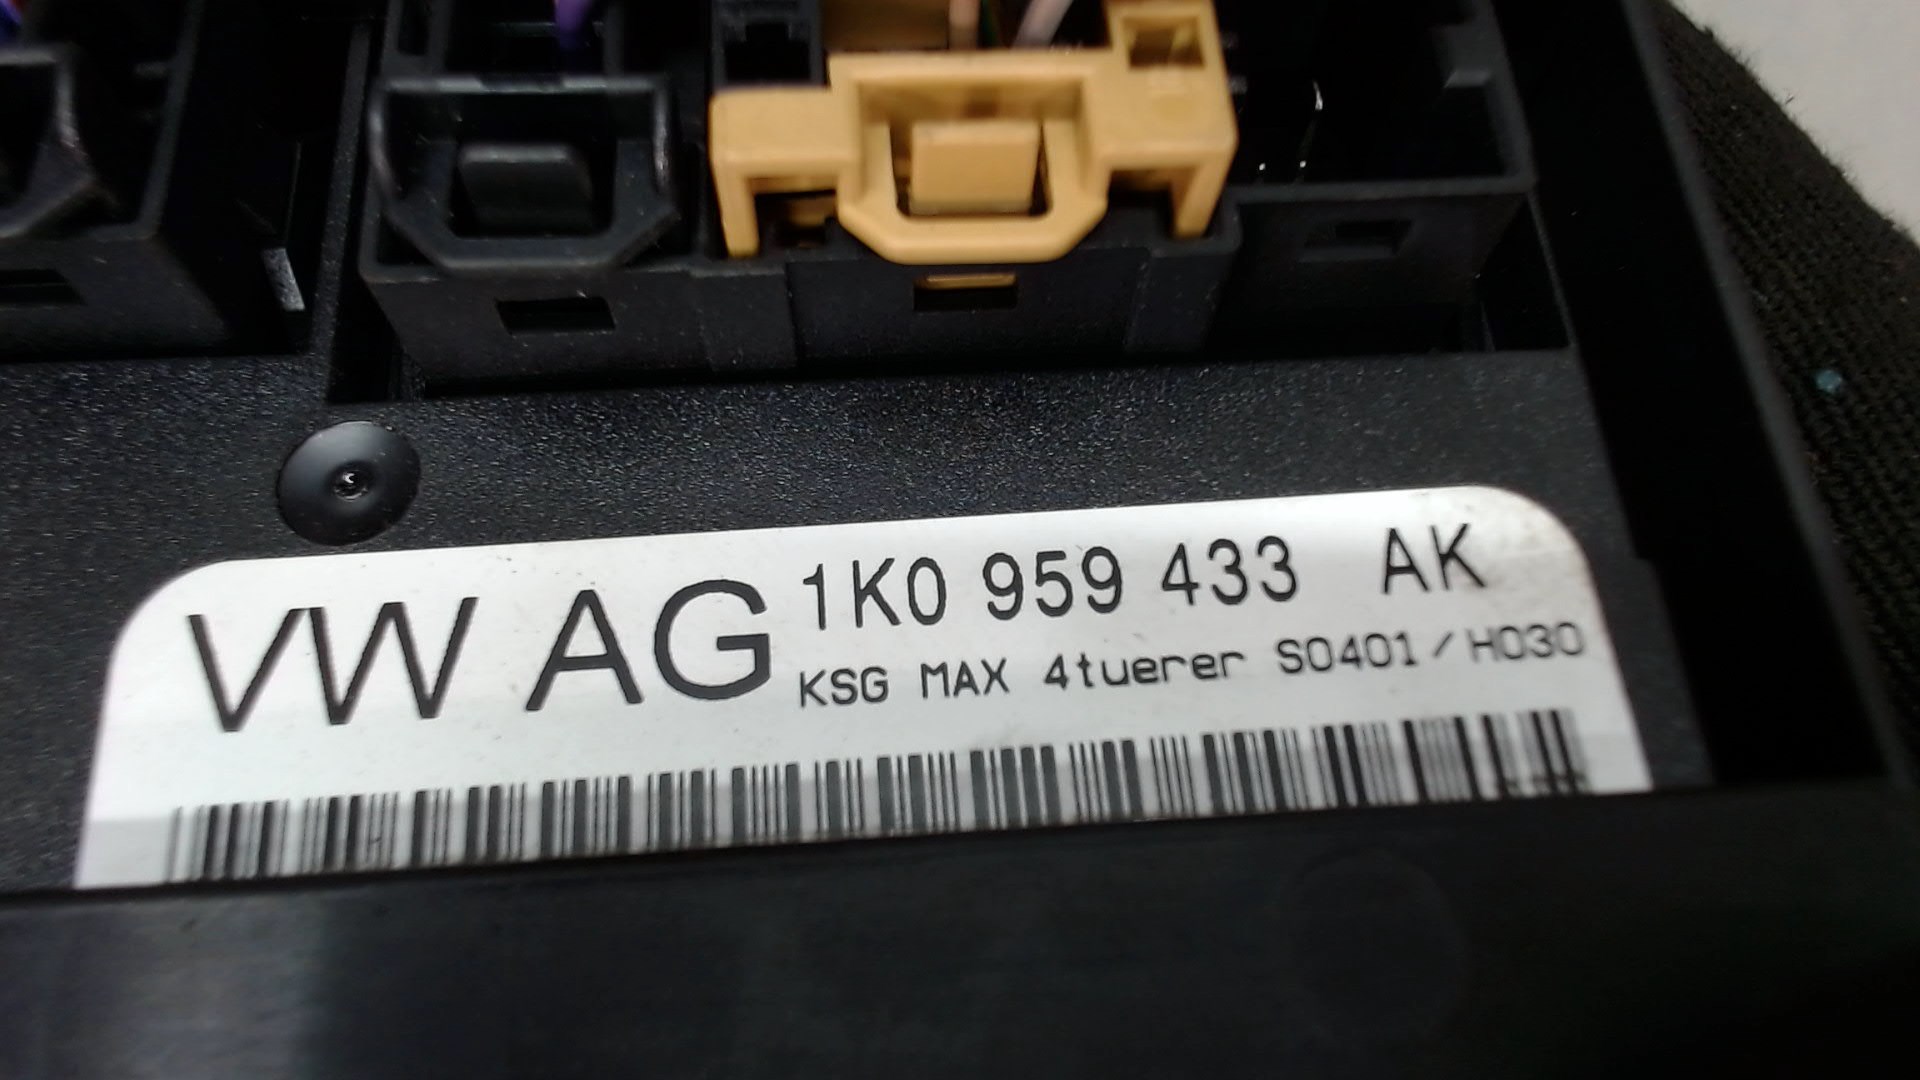 VW AG 1K0 959 433 AK
KSG MAX 4tuerer S0401/H030